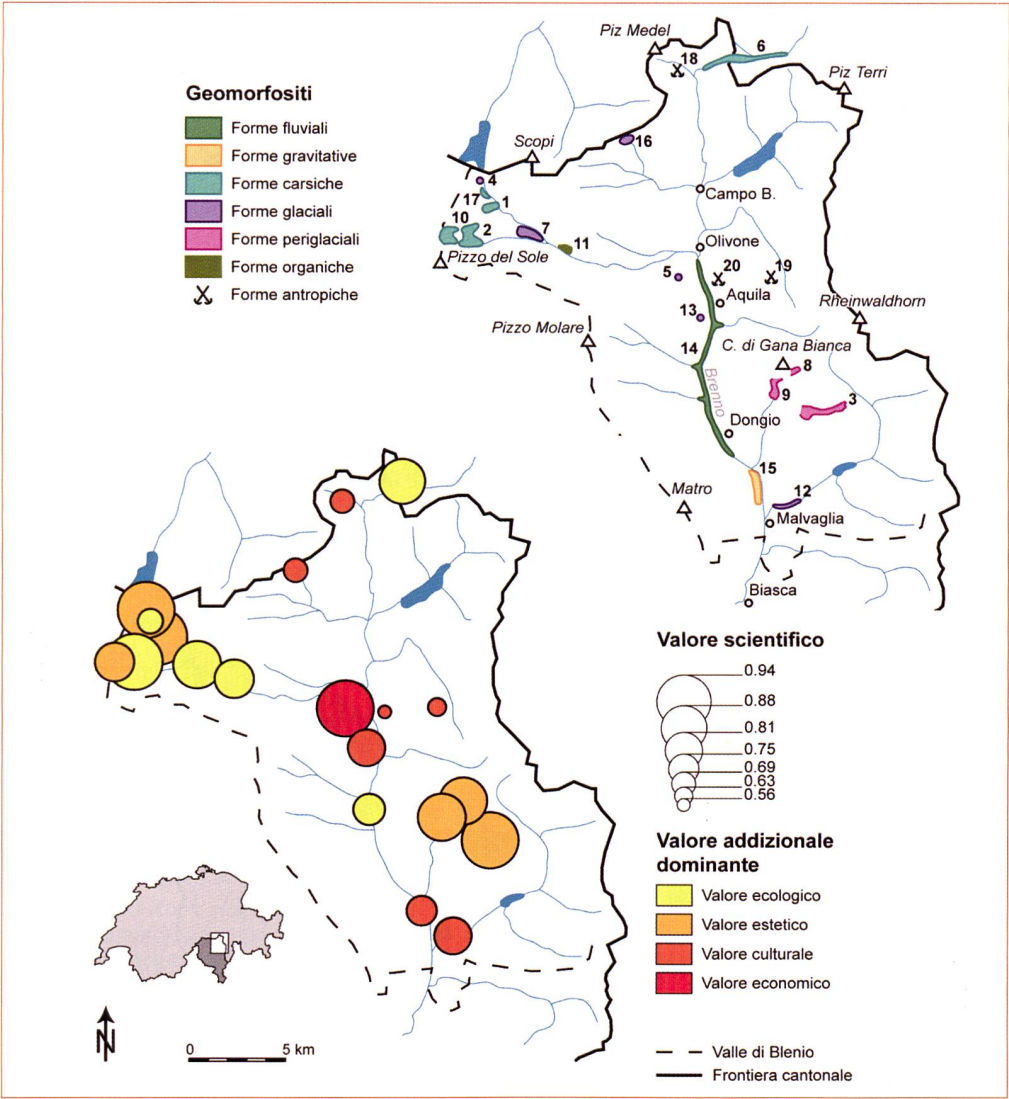 Geomorfositi
Forme fluviali
Forme gravitative
Forme carsiche
Forme glaciali
Forme periglaciali
Forme organiche
Forme antropiche
Piz Medel
18
6
Piz Terri
Scopi
16
4
17
1
10
2
7
11
Campo B.
Olivone
Pizzo del Sole
5
20
19
Aquila
Rheinwaldhorn
13
Pizzo Molare
14
C. di Gana Bianca
8
9
3
Brenno
Dongio
15
12
Matro
Malvaglia
Biasca
Valore scientifico
0.94
0.88
0.81
0.75
0.69
0.63
0.56
Valore addizionale
dominante
Valore ecologico
Valore estetico
Valore culturale
Valore economico
N
0 5 km
Valle di Blenio
Frontiera cantonale